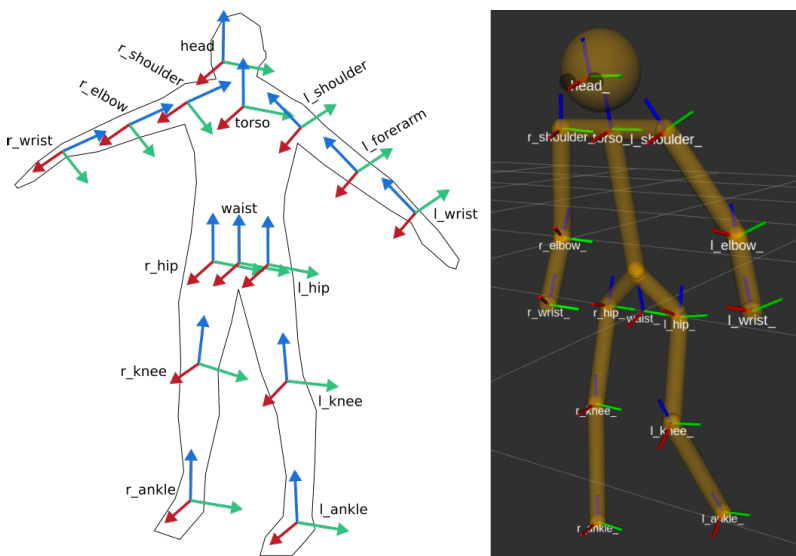 head
r_shoulder
l_shoulder
r_elbow
torso
l_forearm
r_wrist
l_wrist
waist
r_hip
l_hip
r_knee
l_knee
r_ankle
l_ankle
head_
r_shoulder_
torso_
l_shoulder_
r_elbow_
l_elbow_
r_wrist_
r_hip_
waist_
l_hip_
l_wrist_
r_knee_
l_knee_
r_ankle_
l_ankle_